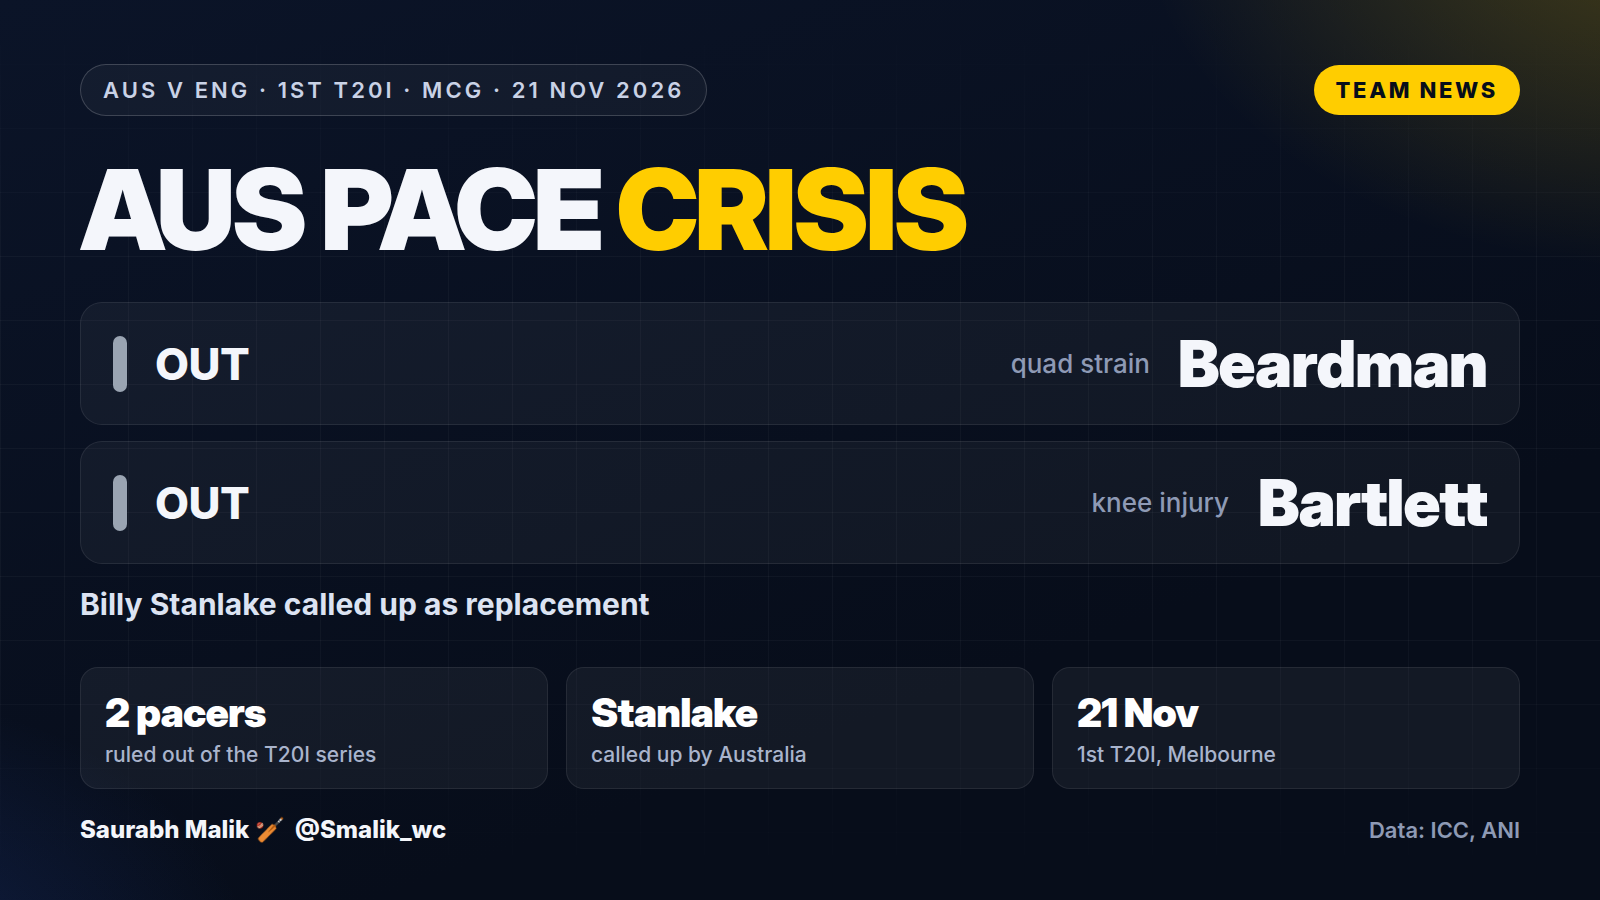 AUS V ENG · 1ST T20I · MCG · 21 NOV 2026
TEAM NEWS
AUS PACE CRISIS
OUT quad strain Beardman
OUT knee injury Bartlett
Billy Stanlake called up as replacement
2 pacers
ruled out of the T20I series
Stanlake
called up by Australia
21 Nov
1st T20I, Melbourne
Saurabh Malik 🏏 @Smalik_wc
Data: ICC, ANI